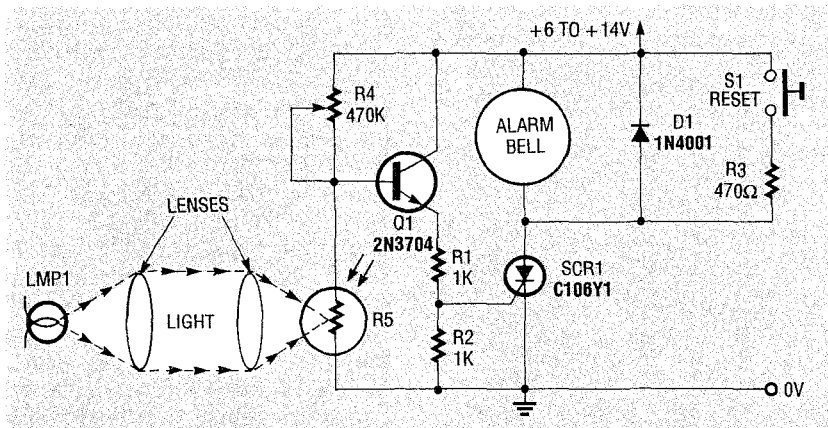 +6 TO +14V
R4
470K
ALARM
BELL
S1
RESET
D1
1N4001
R3
470Ω
Q1
2N3704
LENSES
R1
1K
SCR1
C106Y1
LMP1
LIGHT
R5
R2
1K
0V